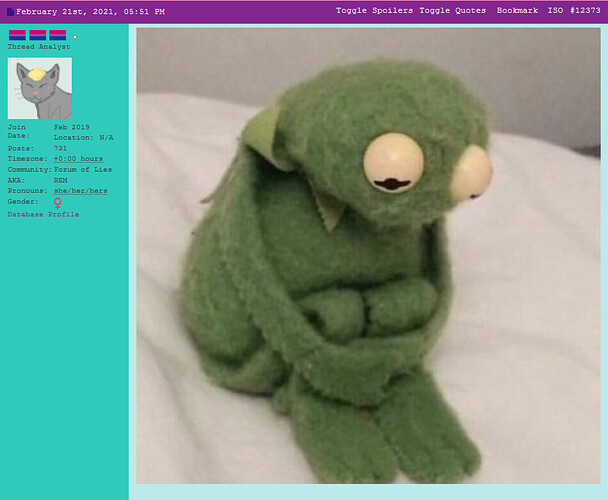 February 21st, 2021, 05:51 PM
Toggle Spoilers Toggle Quotes Bookmark ISO #12373
Thread Analyst
Join Date: Feb 2019
Location: N/A
Posts: 731
Timezone: +0:00 hours
Community: Forum of Lies
AKA: REM
Pronouns: she/her/hers
Gender:
Database Profile